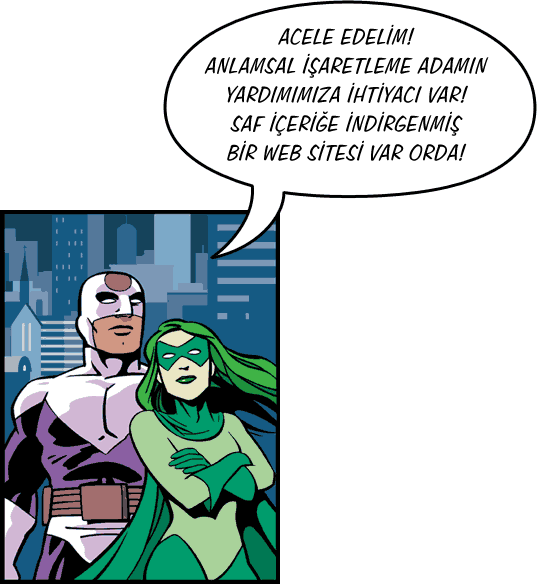 ACELE EDELİM!
ANLAMSAL İŞARETLEME ADAMIN
YARDIMIMIZA İHTİYACI VAR!
SAF İÇERİĞE İNDİRGENMİŞ
BİR WEB SİTESİ VAR ORDA!